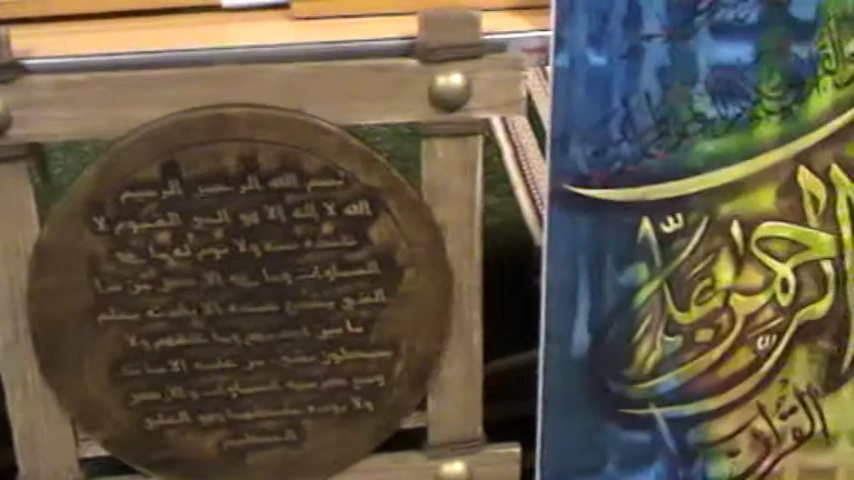 بسم الله الرحمن الرحيم
الله لا إله إلا هو الحي القيوم لا
تأخذه سنة ولا نوم له ما في
السماوات وما في الأرض من ذا
الذي يشفع عنده إلا بإذنه يعلم
ما بين أيديهم وما خلفهم ولا
يحيطون بشيء من علمه إلا بما شاء
وسع كرسيه السماوات والأرض
ولا يؤوده حفظهما وهو العلي
العظيم
الرحمن علم
القرآن